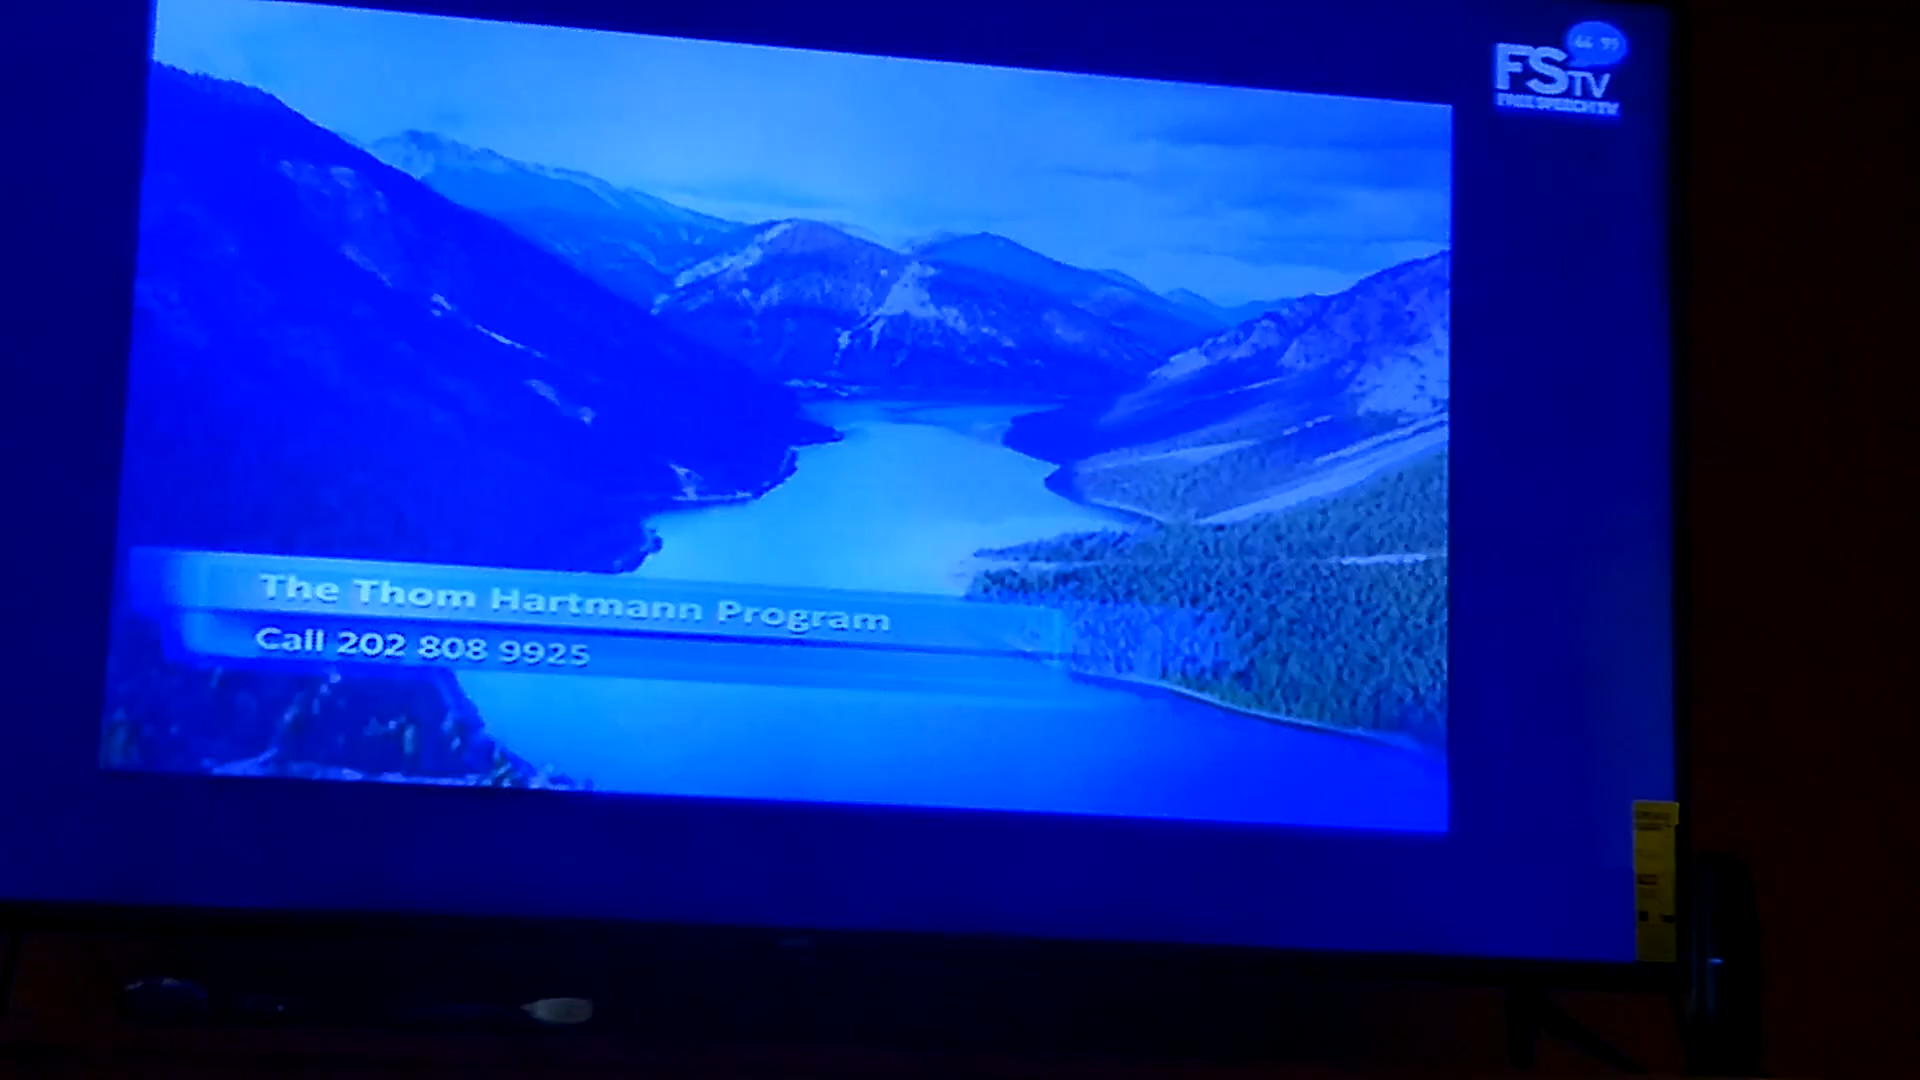 FSTV
FREE SPEECH TV
The Thom Hartmann Program
Call 202 808 9925